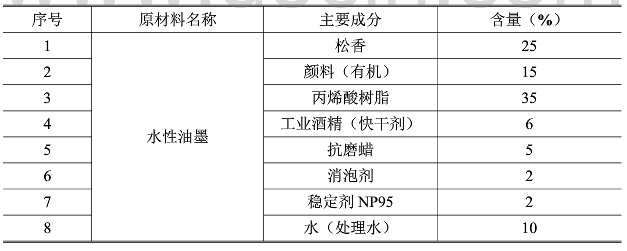 序号 原材料名称 主要成分 含量（%）
1 松香 25
2 颜料（有机） 15
3 丙烯酸树脂 35
4 工业酒精（快干剂） 6
水性油墨
5 抗磨蜡 5
6 消泡剂 2
7 稳定剂 NP95 2
8 水（处理水） 10